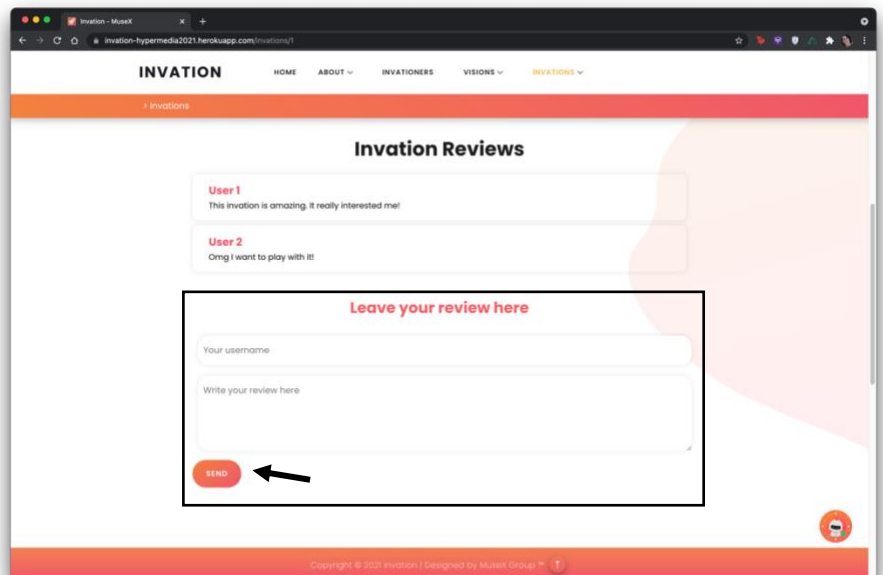 Invation - MuseX
invation-hypermedia2021.herokuapp.com/invations/1
INVATION HOME ABOUT INVATIONERS VISIONS INVATIONS
> Invations
Invation Reviews
User 1
This invation is amazing. It really interested me!
User 2
Omg I want to play with it!
Leave your review here
Your username
Write your review here
SEND
Copyright © 2021 Invation | Designed by MuseX Group ™